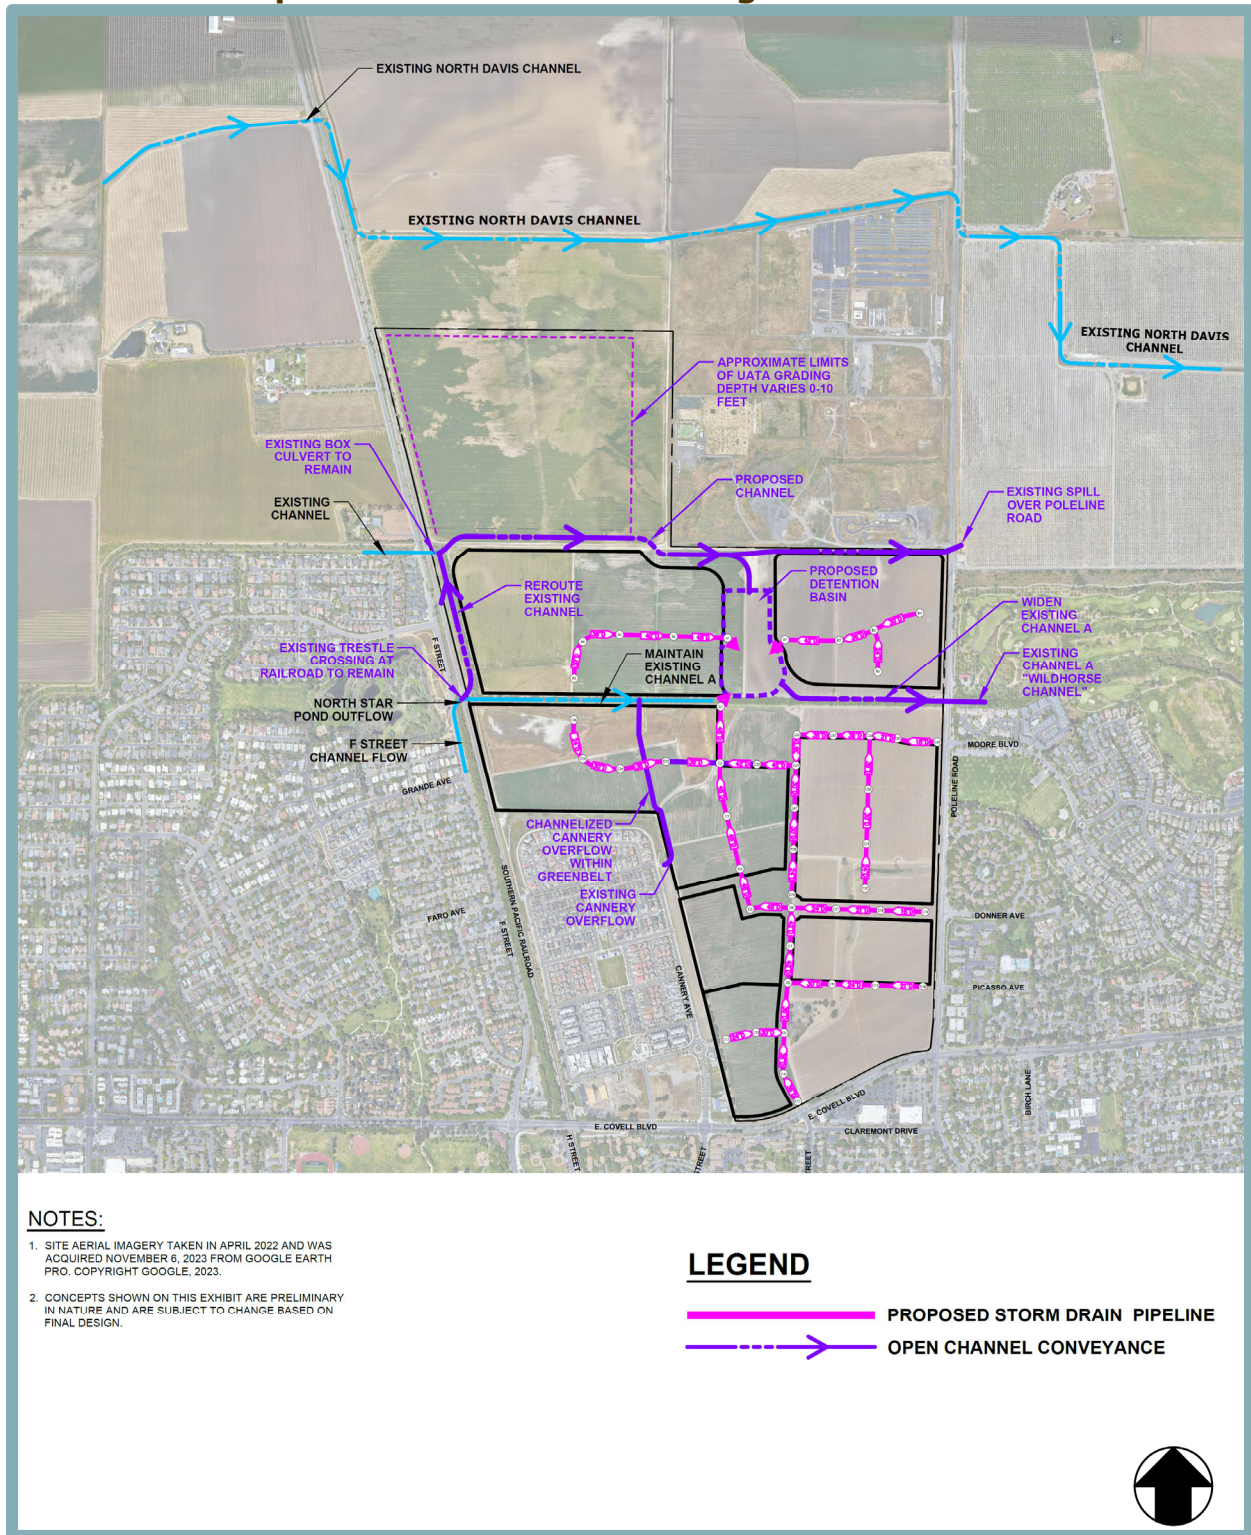 EXISTING NORTH DAVIS CHANNEL
EXISTING NORTH DAVIS CHANNEL
EXISTING NORTH DAVIS
CHANNEL
APPROXIMATE LIMITS
OF UATA GRADING
DEPTH VARIES 0-10
FEET
EXISTING BOX
CULVERT TO
REMAIN
EXISTING
CHANNEL
PROPOSED
CHANNEL
EXISTING SPILL
OVER POLELINE
ROAD
REROUTE
EXISTING
CHANNEL
PROPOSED
DETENTION
BASIN
WIDEN
EXISTING
CHANNEL A
F STREET
EXISTING TRESTLE
CROSSING AT
RAILROAD TO REMAIN
MAINTAIN
EXISTING
CHANNEL A
EXISTING
CHANNEL A
"WILDHORSE
CHANNEL"
NORTH STAR
POND OUTFLOW
F STREET
CHANNEL FLOW
MOORE BLVD
GRANDE AVE
POLELINE ROAD
CHANNELIZED
CANNERY
OVERFLOW
WITHIN
GREENBELT
EXISTING
CANNERY
OVERFLOW
SOUTHERN PACIFIC RAILROAD
F STREET
FARO AVE
DONNER AVE
CANNERY AVE
PICASSO AVE
BIRCH LANE
E. COVELL BLVD
E. COVELL BLVD
CLAREMONT DRIVE
H STREET
NOTES:
1. SITE AERIAL IMAGERY TAKEN IN APRIL 2022 AND WAS
ACQUIRED NOVEMBER 6, 2023 FROM GOOGLE EARTH
PRO. COPYRIGHT GOOGLE, 2023.
2. CONCEPTS SHOWN ON THIS EXHIBIT ARE PRELIMINARY
IN NATURE AND ARE SUBJECT TO CHANGE BASED ON
FINAL DESIGN.
LEGEND
PROPOSED STORM DRAIN PIPELINE
OPEN CHANNEL CONVEYANCE